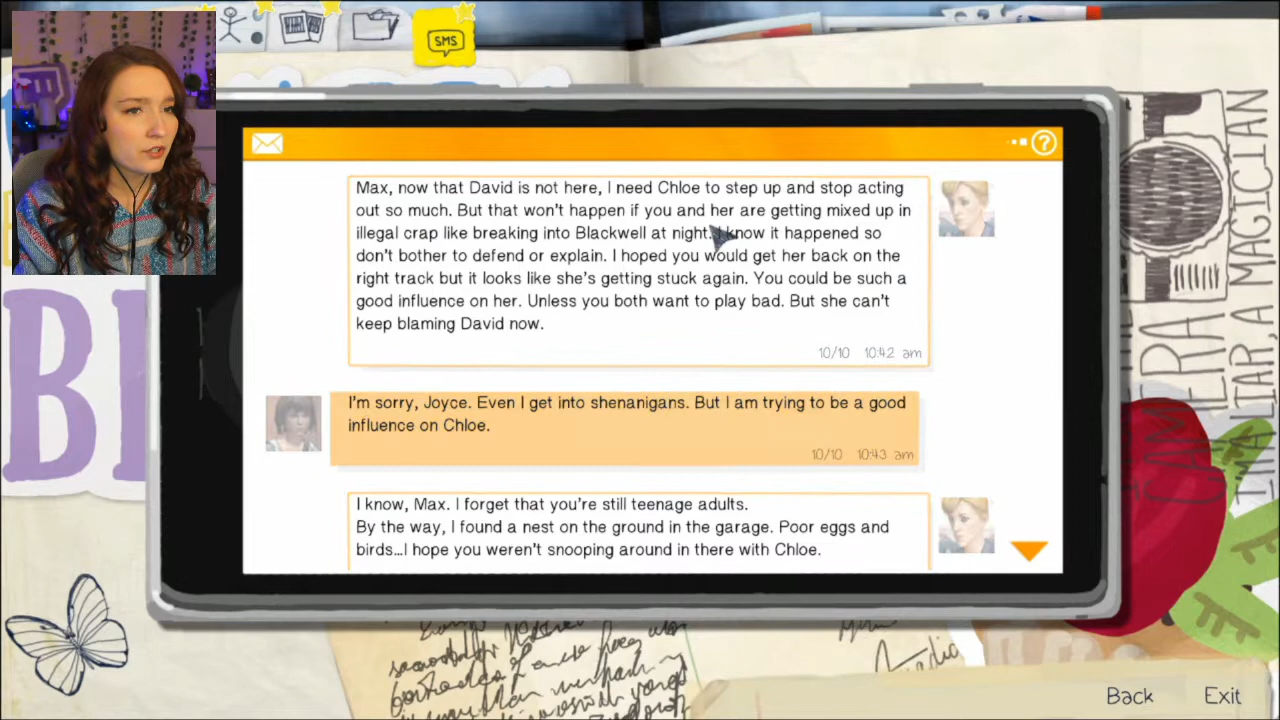 SMS
Max, now that David is not here, I need Chloe to step up and stop acting
out so much. But that won't happen if you and her are getting mixed up in
illegal crap like breaking into Blackwell at night. I know it happened so
don't bother to defend or explain. I hoped you would get her back on the
right track but it looks like she's getting stuck again. You could be such a
good influence on her. Unless you both want to play bad. But she can't
keep blaming David now.
10/10 10:42 am
I'm sorry, Joyce. Even I get into shenanigans. But I am trying to be a good
influence on Chloe.
10/10 10:43 am
I know, Max. I forget that you're still teenage adults.
By the way, I found a nest on the ground in the garage. Poor eggs and
birds...I hope you weren't snooping around in there with Chloe.
CAMERA
LIAR, A MAGICIAN
Back Exit